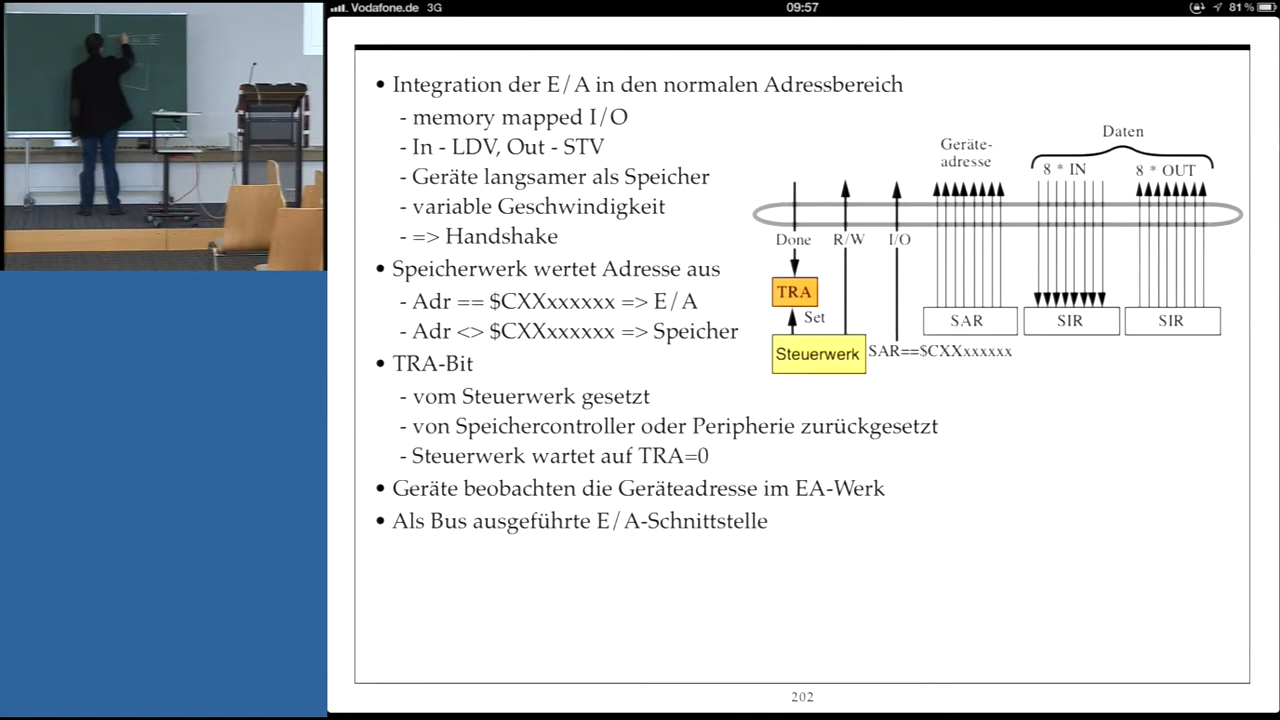 Vodafone.de 3G
09:57
81 %
• Integration der E/A in den normalen Adressbereich
- memory mapped I/O
- In - LDV, Out - STV
- Geräte langsamer als Speicher
- variable Geschwindigkeit
- => Handshake
• Speicherwerk wertet Adresse aus
- Adr == $CXXxxxxxx => E/A
- Adr <> $CXXxxxxxx => Speicher
• TRA-Bit
- vom Steuerwerk gesetzt
- von Speichercontroller oder Peripherie zurückgesetzt
- Steuerwerk wartet auf TRA=0
• Geräte beobachten die Geräteadresse im EA-Werk
• Als Bus ausgeführte E/A-Schnittstelle
Geräte-
adresse
Daten
8 * IN
8 * OUT
Done
R/W
I/O
TRA
Set
Steuerwerk
SAR==$CXXxxxxxx
SAR
SIR
SIR
202